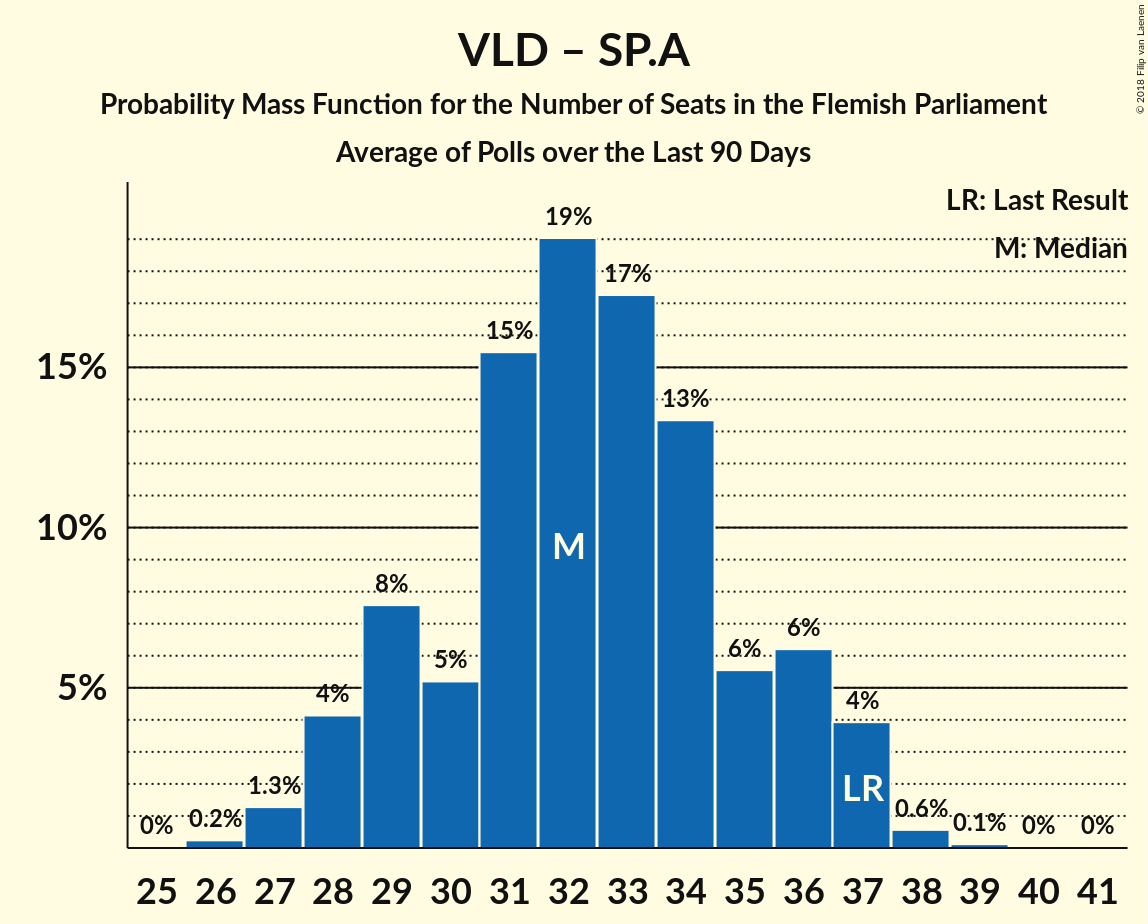 VLD – SP.A
Probability Mass Function for the Number of Seats in the Flemish Parliament
Average of Polls over the Last 90 Days
© 2018 Filip van Laenen
LR: Last Result
M: Median
15%
10%
5%
0% 0.2% 1.3% 4% 8% 5% 15% 19% 17% 13% 6% 6% 4% 0.6% 0.1% 0% 0%
M
LR
25 26 27 28 29 30 31 32 33 34 35 36 37 38 39 40 41